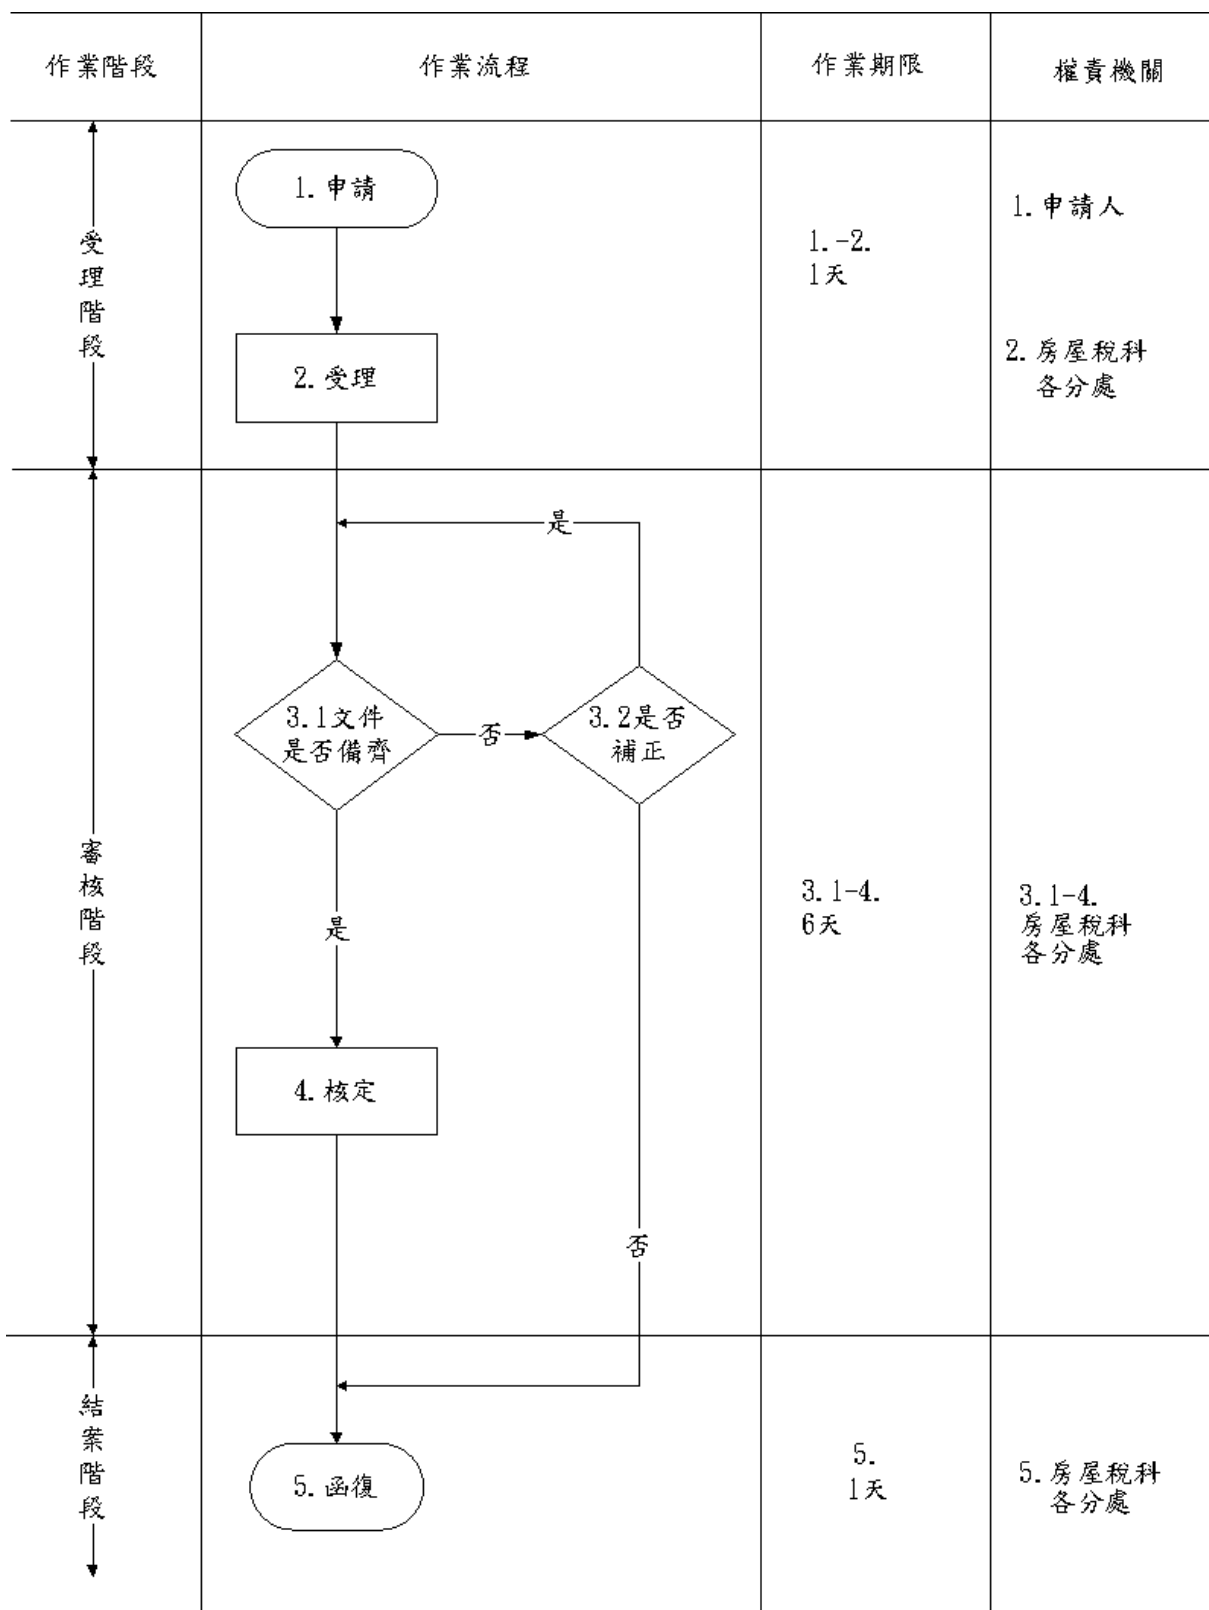 作業階段
作業流程
作業期限
權責機關
受理階段
1.申請
2.受理
1.-2.
1天
1.申請人
2.房屋稅科
各分處
審核階段
是
3.1文件
是否備齊
否
3.2是否
補正
是
4.核定
否
3.1-4.
6天
3.1-4.
房屋稅科
各分處
結案階段
5.函復
5.
1天
5.房屋稅科
各分處